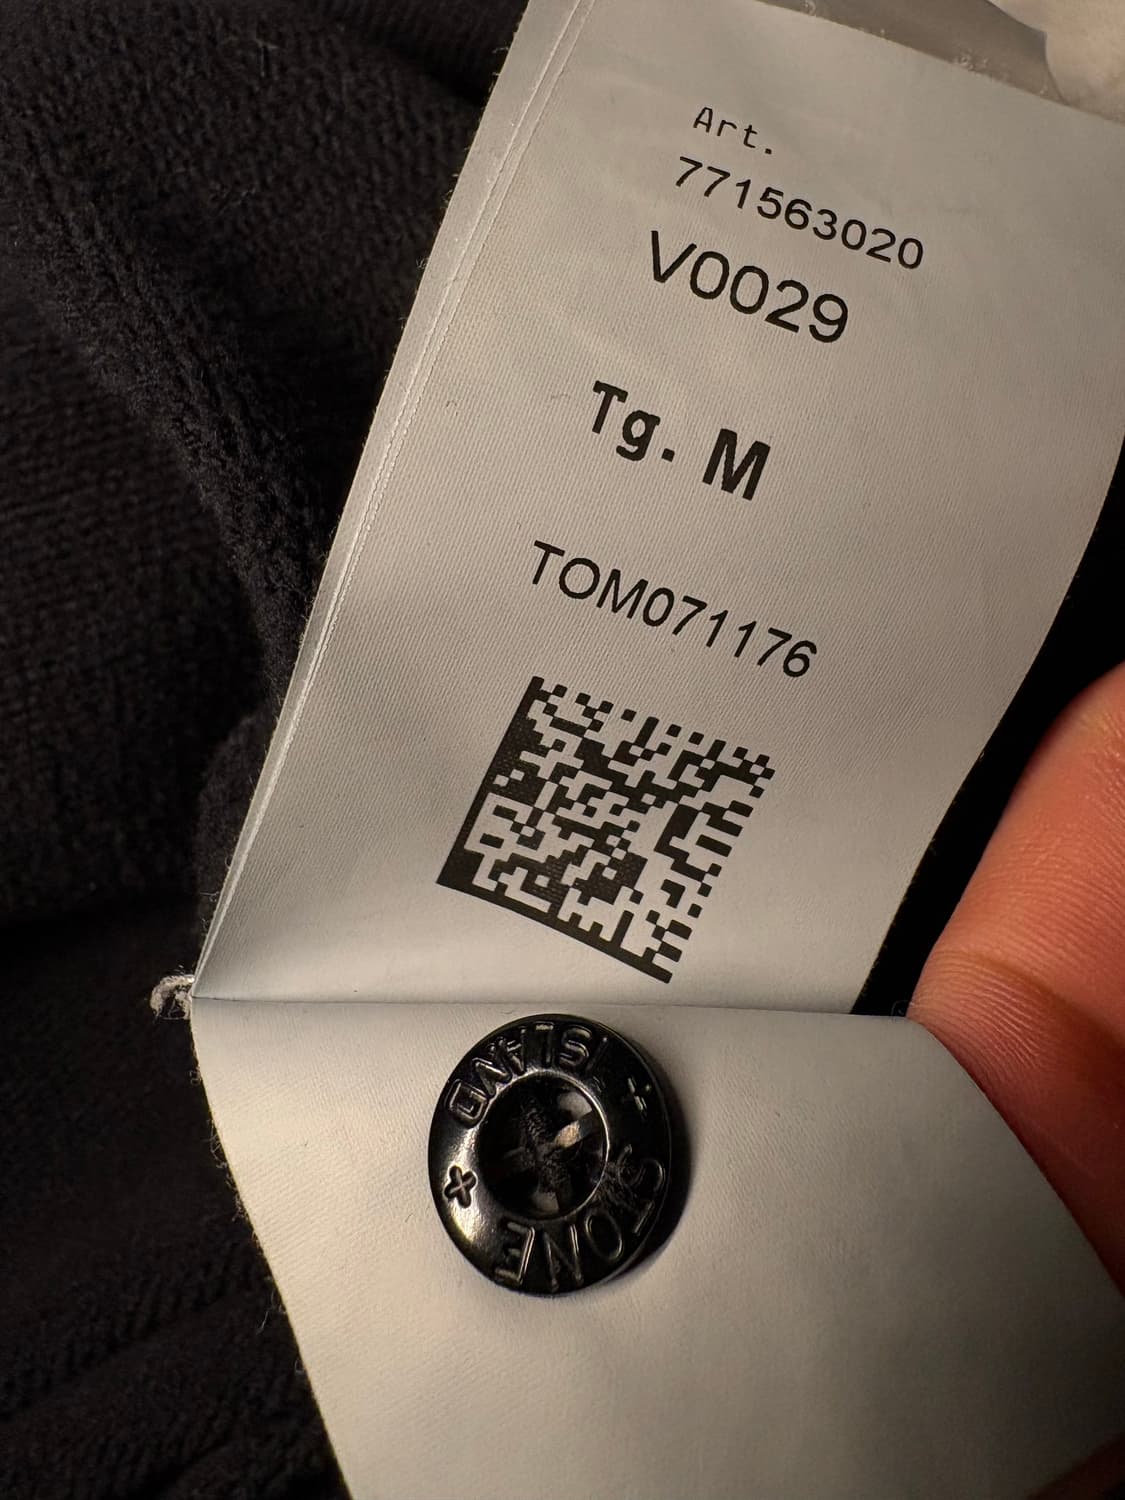 Art.
771563020
V0029
Tg. M
TOM071176
STONE
ISLAND